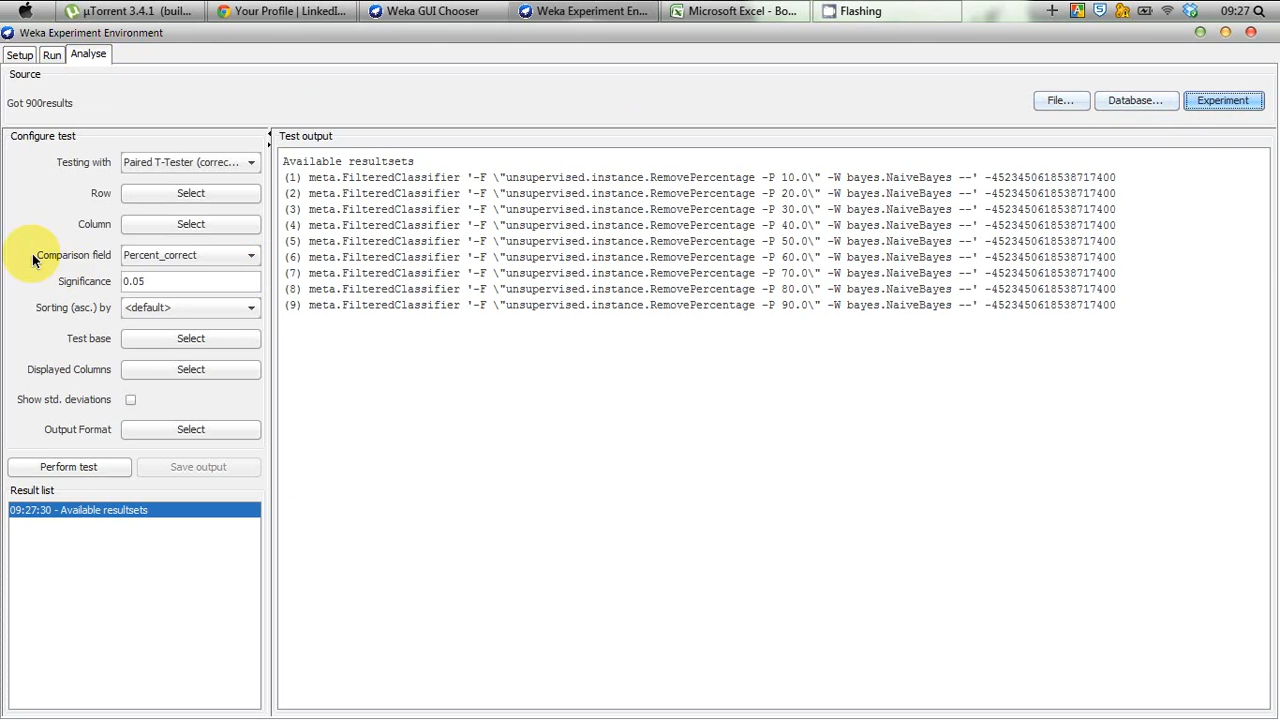 µTorrent 3.4.1 (buil...
Your Profile | LinkedI...
Weka GUI Chooser
Weka Experiment En...
Microsoft Excel - Bo...
Flashing
09:27
Weka Experiment Environment
Setup
Run
Analyse
Source
Got 900results
File...
Database...
Experiment
Configure test
Testing with
Paired T-Tester (correc...
Row
Select
Column
Select
Comparison field
Percent_correct
Significance
0.05
Sorting (asc.) by
<default>
Test base
Select
Displayed Columns
Select
Show std. deviations
Output Format
Select
Perform test
Save output
Result list
09:27:30 - Available resultsets
Test output
Available resultsets
(1) meta.FilteredClassifier '-F \"unsupervised.instance.RemovePercentage -P 10.0\" -W bayes.NaiveBayes --' -4523450618538717400
(2) meta.FilteredClassifier '-F \"unsupervised.instance.RemovePercentage -P 20.0\" -W bayes.NaiveBayes --' -4523450618538717400
(3) meta.FilteredClassifier '-F \"unsupervised.instance.RemovePercentage -P 30.0\" -W bayes.NaiveBayes --' -4523450618538717400
(4) meta.FilteredClassifier '-F \"unsupervised.instance.RemovePercentage -P 40.0\" -W bayes.NaiveBayes --' -4523450618538717400
(5) meta.FilteredClassifier '-F \"unsupervised.instance.RemovePercentage -P 50.0\" -W bayes.NaiveBayes --' -4523450618538717400
(6) meta.FilteredClassifier '-F \"unsupervised.instance.RemovePercentage -P 60.0\" -W bayes.NaiveBayes --' -4523450618538717400
(7) meta.FilteredClassifier '-F \"unsupervised.instance.RemovePercentage -P 70.0\" -W bayes.NaiveBayes --' -4523450618538717400
(8) meta.FilteredClassifier '-F \"unsupervised.instance.RemovePercentage -P 80.0\" -W bayes.NaiveBayes --' -4523450618538717400
(9) meta.FilteredClassifier '-F \"unsupervised.instance.RemovePercentage -P 90.0\" -W bayes.NaiveBayes --' -4523450618538717400